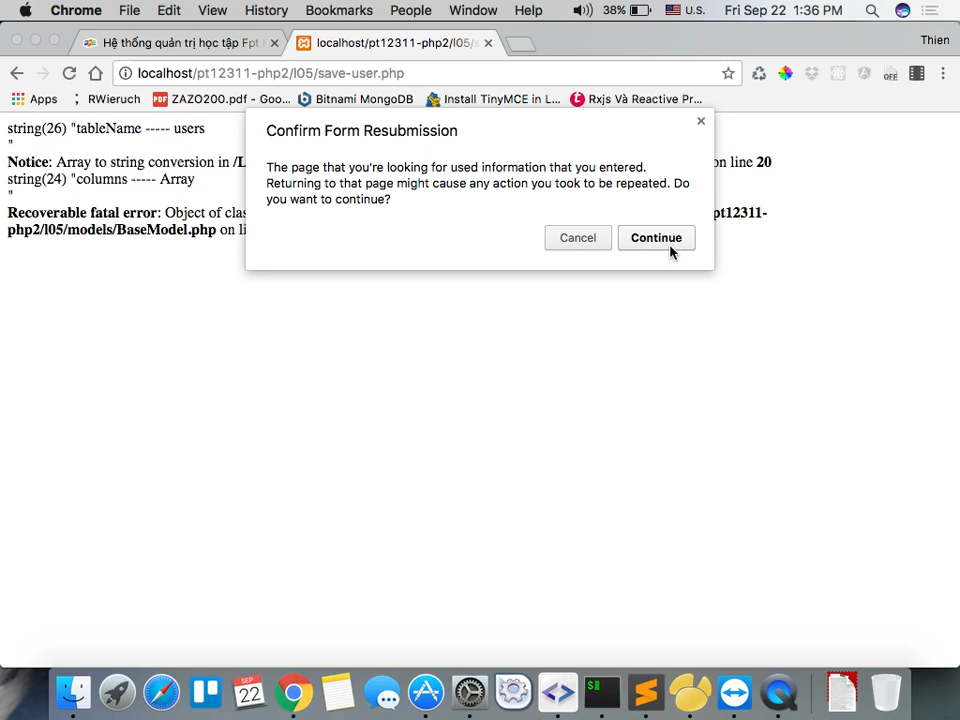 Chrome File Edit View History Bookmarks People Window Help 38% U.S. Fri Sep 22 1:36 PM
Hệ thống quản trị học tập Fpt
localhost/pt12311-php2/l05/
Thien
localhost/pt12311-php2/l05/save-user.php
OFF
Apps ; RWieruch PDF ZAZO200.pdf - Goo... Bitnami MongoDB Install TinyMCE in L... t Rxjs Và Reactive Pr...
string(26) "tableName ----- users
"
Notice: Array to string conversion in /L
on line 20
string(24) "columns ----- Array
"
Recoverable fatal error: Object of clas
pt12311-
php2/l05/models/BaseModel.php on li
Confirm Form Resubmission
The page that you're looking for used information that you entered.
Returning to that page might cause any action you took to be repeated. Do
you want to continue?
Cancel Continue
SEP
22
$